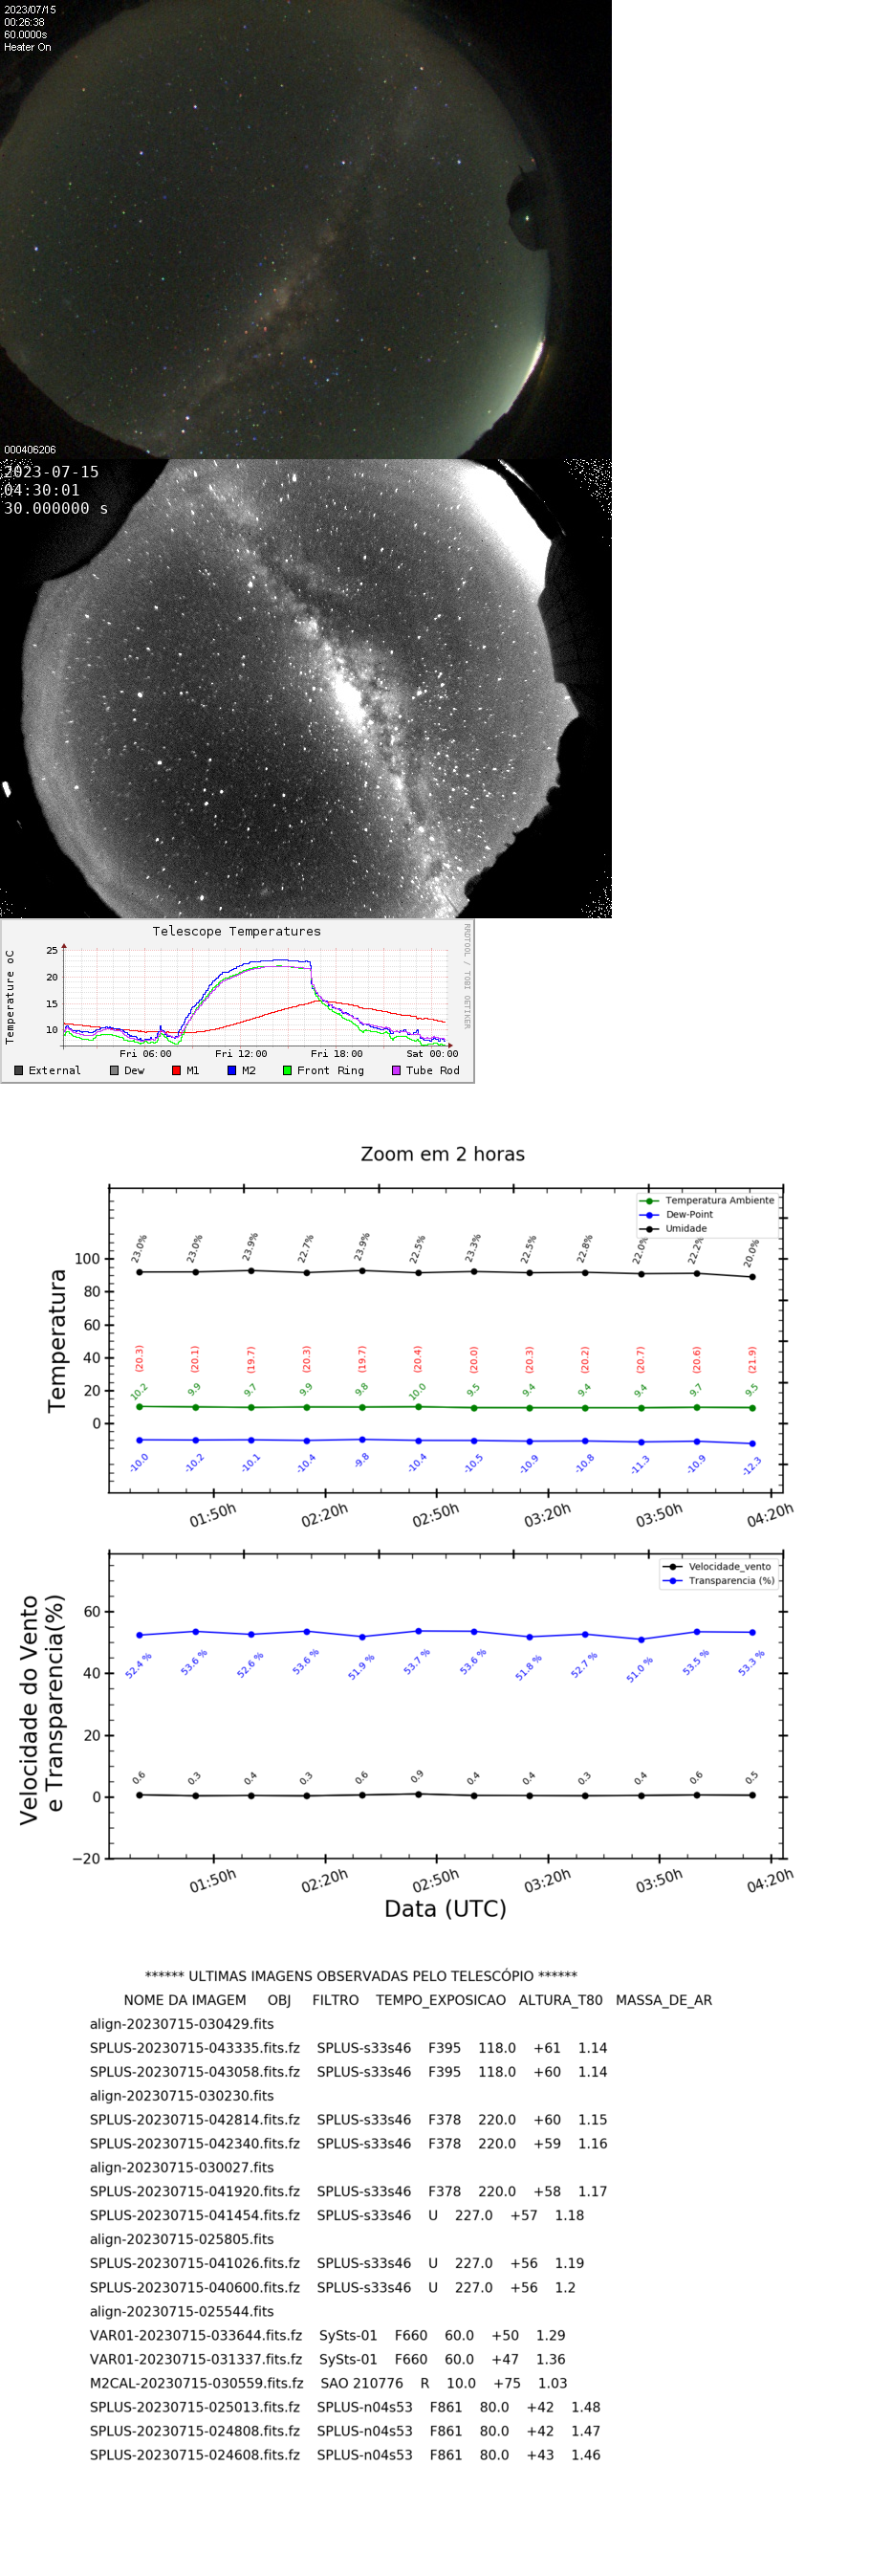 2023/07/15
00:26:38
60.0000s
Heater On
000406206
2023-07-15
04:30:01
30.000000 s
Telescope Temperatures
RRDTOOL / TOBI OETIKER
Temperature oC
25
20
15
10
Fri 06:00 Fri 12:00 Fri 18:00 Sat 00:00
External Dew M1 M2 Front Ring Tube Rod
Zoom em 2 horas
Temperatura Ambiente
Dew-Point
Umidade
Temperatura
100
80
60
40
20
0
23.0% 23.0% 23.9% 22.7% 23.9% 22.5% 23.3% 22.5% 22.8% 22.0% 22.2% 20.0%
(20.3) (20.1) (19.7) (20.3) (19.7) (20.4) (20.0) (20.3) (20.2) (20.7) (20.6) (21.9)
10.2 9.9 9.7 9.9 9.8 10.0 9.5 9.4 9.4 9.4 9.7 9.5
-10.0 -10.2 -10.1 -10.4 -9.8 -10.4 -10.5 -10.9 -10.8 -11.3 -10.9 -12.3
01:50h 02:20h 02:50h 03:20h 03:50h 04:20h
Velocidade_vento
Transparencia (%)
Velocidade do Vento
e Transparencia(%)
60
40
20
0
−20
52.4 % 53.6 % 52.6 % 53.6 % 51.9 % 53.7 % 53.6 % 51.8 % 52.7 % 51.0 % 53.5 % 53.3 %
0.6 0.3 0.4 0.3 0.6 0.9 0.4 0.4 0.3 0.4 0.6 0.5
01:50h 02:20h 02:50h 03:20h 03:50h 04:20h
Data (UTC)
****** ULTIMAS IMAGENS OBSERVADAS PELO TELESCÓPIO ******
NOME DA IMAGEM OBJ FILTRO TEMPO_EXPOSICAO ALTURA_T80 MASSA_DE_AR
align-20230715-030429.fits
SPLUS-20230715-043335.fits.fz SPLUS-s33s46 F395 118.0 +61 1.14
SPLUS-20230715-043058.fits.fz SPLUS-s33s46 F395 118.0 +60 1.14
align-20230715-030230.fits
SPLUS-20230715-042814.fits.fz SPLUS-s33s46 F378 220.0 +60 1.15
SPLUS-20230715-042340.fits.fz SPLUS-s33s46 F378 220.0 +59 1.16
align-20230715-030027.fits
SPLUS-20230715-041920.fits.fz SPLUS-s33s46 F378 220.0 +58 1.17
SPLUS-20230715-041454.fits.fz SPLUS-s33s46 U 227.0 +57 1.18
align-20230715-025805.fits
SPLUS-20230715-041026.fits.fz SPLUS-s33s46 U 227.0 +56 1.19
SPLUS-20230715-040600.fits.fz SPLUS-s33s46 U 227.0 +56 1.2
align-20230715-025544.fits
VAR01-20230715-033644.fits.fz SySts-01 F660 60.0 +50 1.29
VAR01-20230715-031337.fits.fz SySts-01 F660 60.0 +47 1.36
M2CAL-20230715-030559.fits.fz SAO 210776 R 10.0 +75 1.03
SPLUS-20230715-025013.fits.fz SPLUS-n04s53 F861 80.0 +42 1.48
SPLUS-20230715-024808.fits.fz SPLUS-n04s53 F861 80.0 +42 1.47
SPLUS-20230715-024608.fits.fz SPLUS-n04s53 F861 80.0 +43 1.46